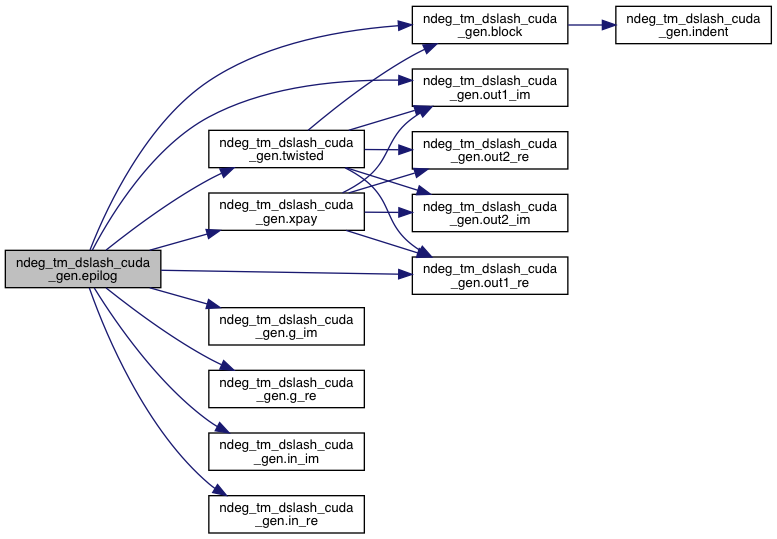 ndeg_tm_dslash_cuda
_gen.epilog
ndeg_tm_dslash_cuda
_gen.twisted
ndeg_tm_dslash_cuda
_gen.xpay
ndeg_tm_dslash_cuda
_gen.g_im
ndeg_tm_dslash_cuda
_gen.g_re
ndeg_tm_dslash_cuda
_gen.in_im
ndeg_tm_dslash_cuda
_gen.in_re
ndeg_tm_dslash_cuda
_gen.block
ndeg_tm_dslash_cuda
_gen.out1_im
ndeg_tm_dslash_cuda
_gen.out2_re
ndeg_tm_dslash_cuda
_gen.out2_im
ndeg_tm_dslash_cuda
_gen.out1_re
ndeg_tm_dslash_cuda
_gen.indent